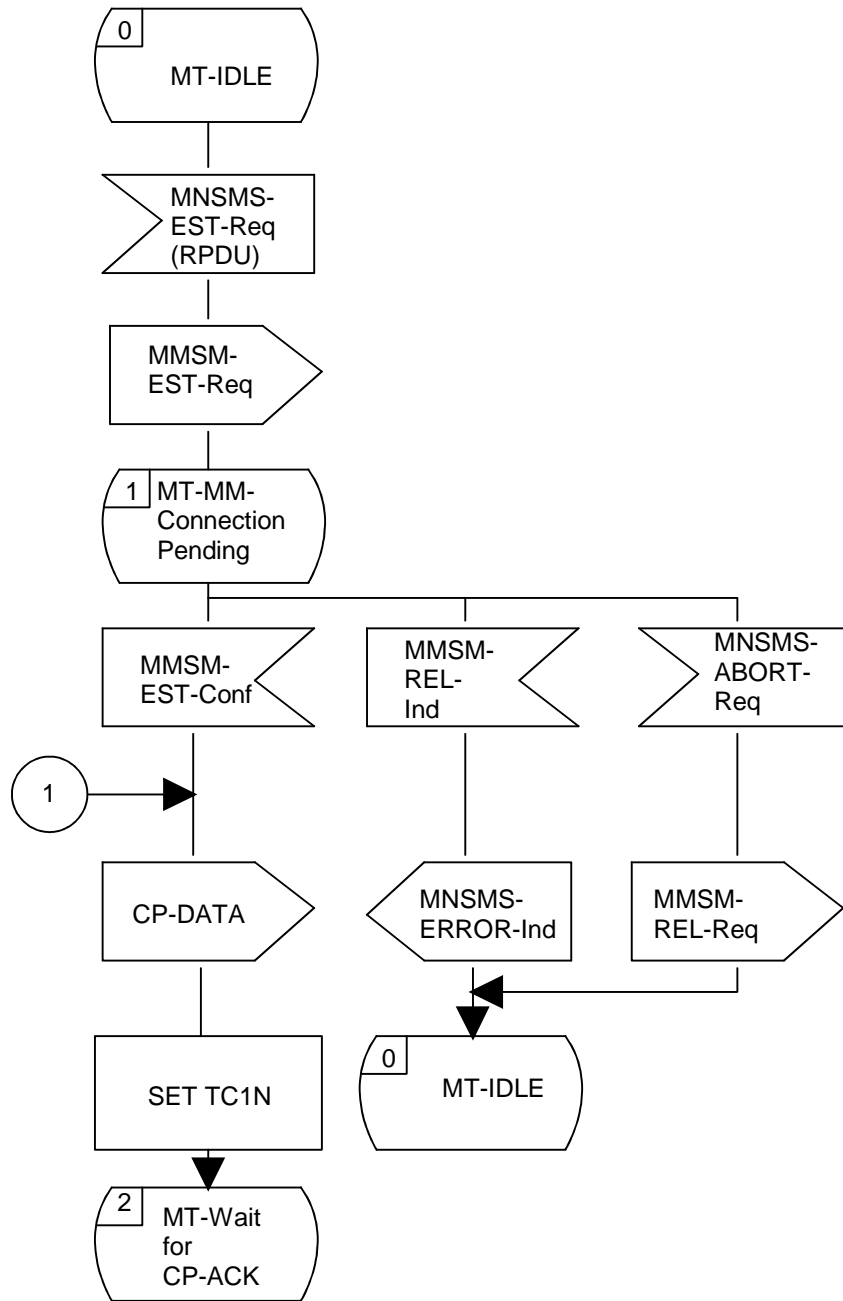 0
MT-IDLE
MNSMS-
EST-Req
(RPDU)
MMSM-
EST-Req
1
MT-MM-
Connection
Pending
MMSM-
EST-Conf
MMSM-
REL-
Ind
MNSMS-
ABORT-
Req
1
CP-DATA
MNSMS-
ERROR-Ind
MMSM-
REL-Req
SET TC1N
0
MT-IDLE
2
MT-Wait
for
CP-ACK